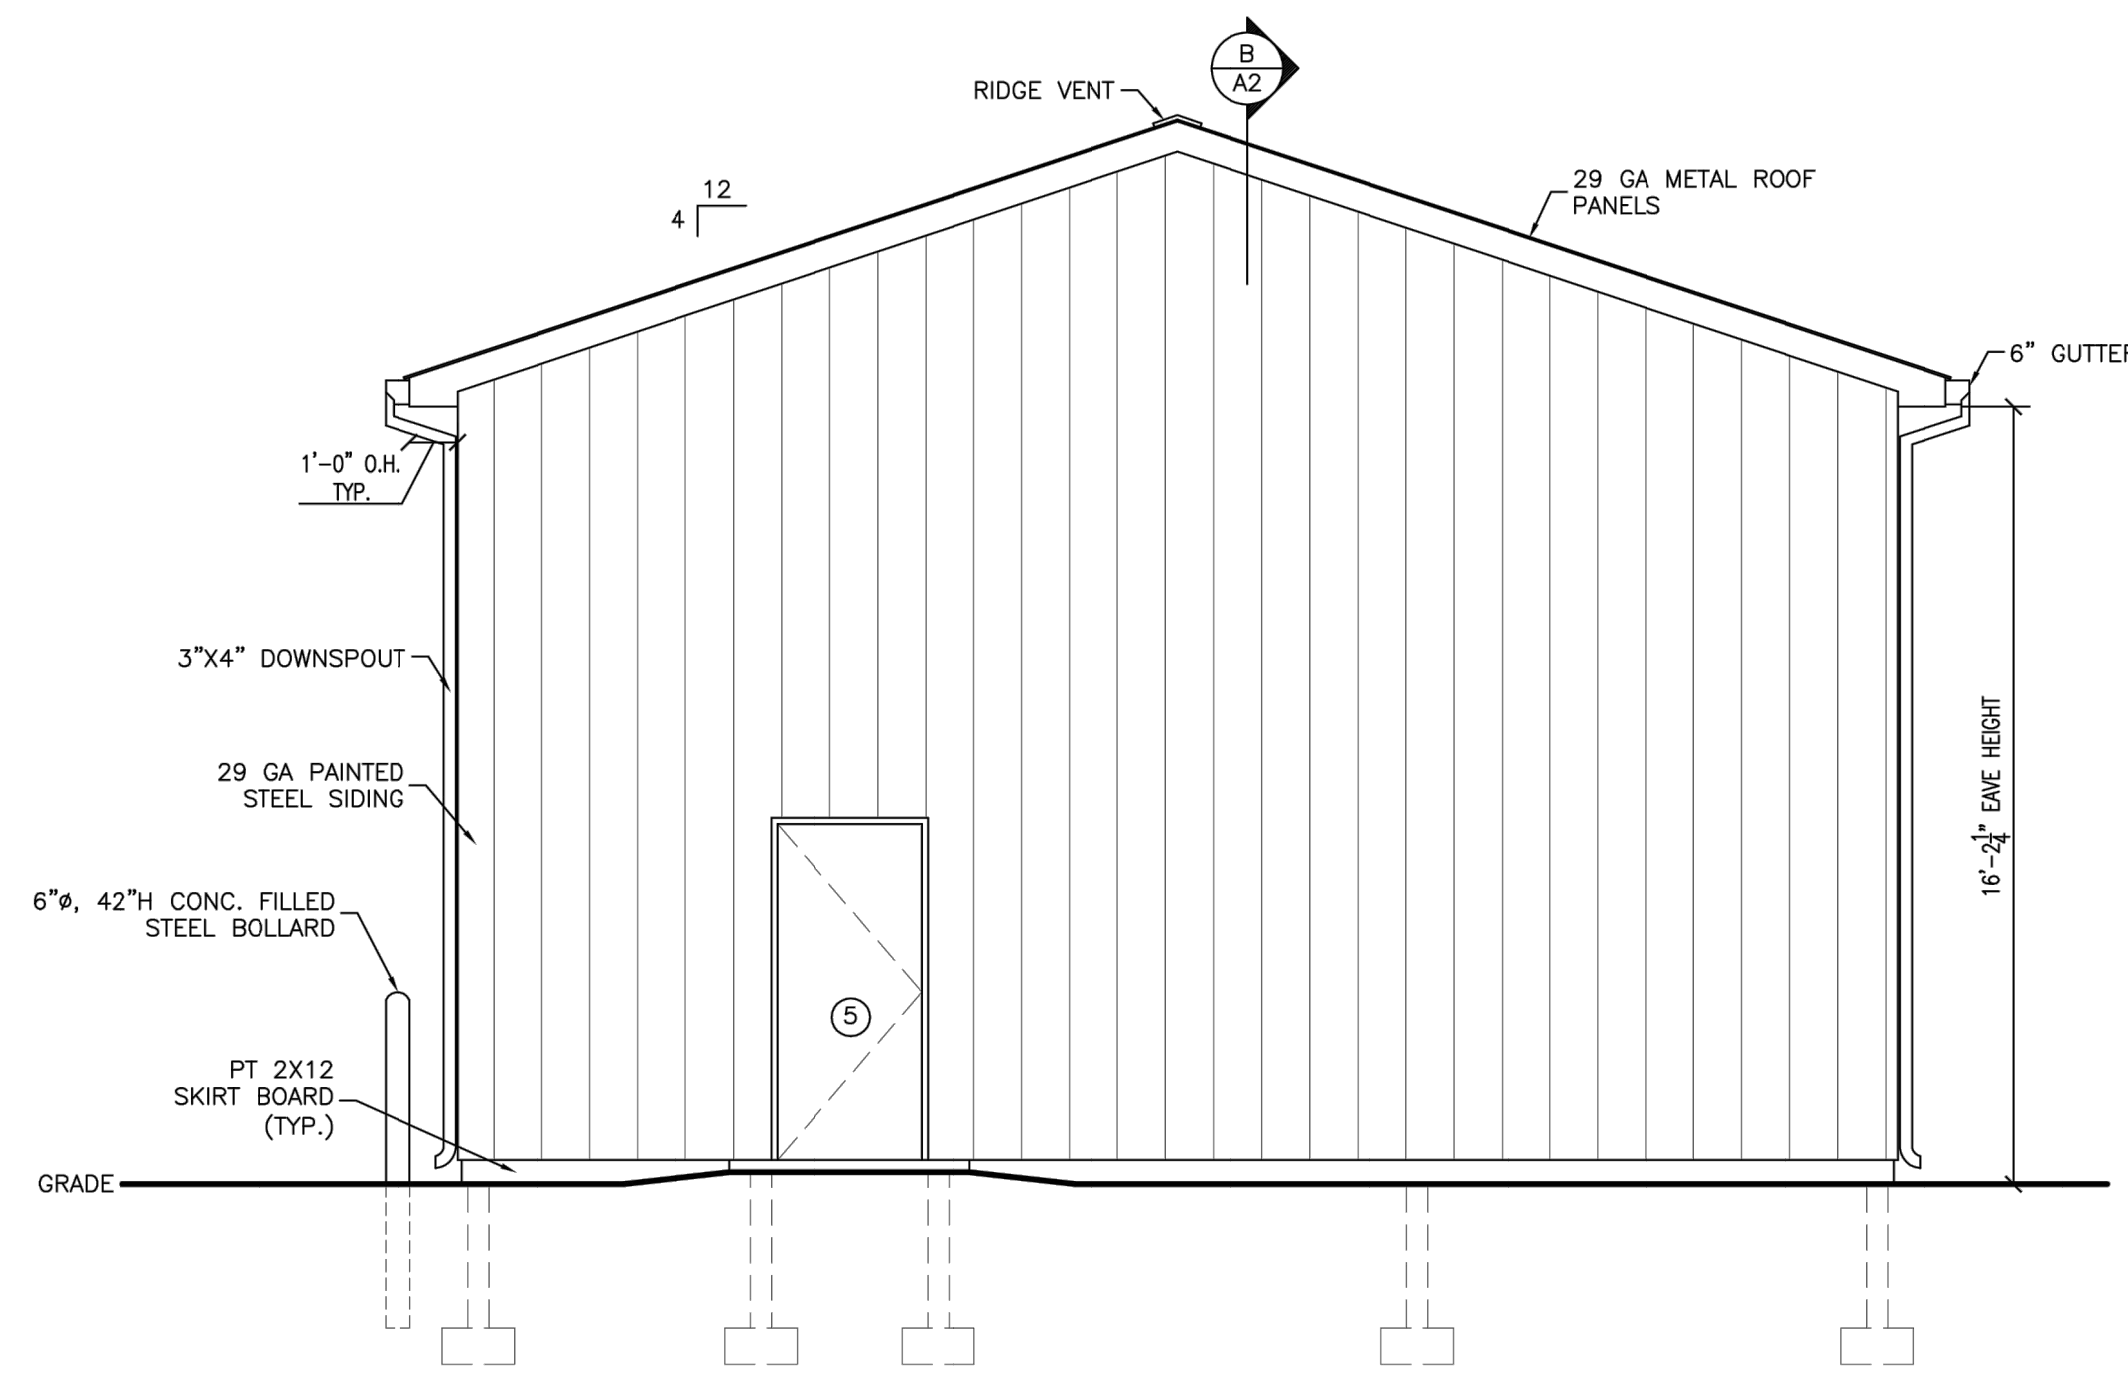 B
A2
RIDGE VENT
12
4
29 GA METAL ROOF
PANELS
6” GUTTER
1’-0” O.H.
TYP.
3”X4” DOWNSPOUT
29 GA PAINTED
STEEL SIDING
16’-2¼” EAVE HEIGHT
6”ø, 42”H CONC. FILLED
STEEL BOLLARD
5
PT 2X12
SKIRT BOARD
(TYP.)
GRADE